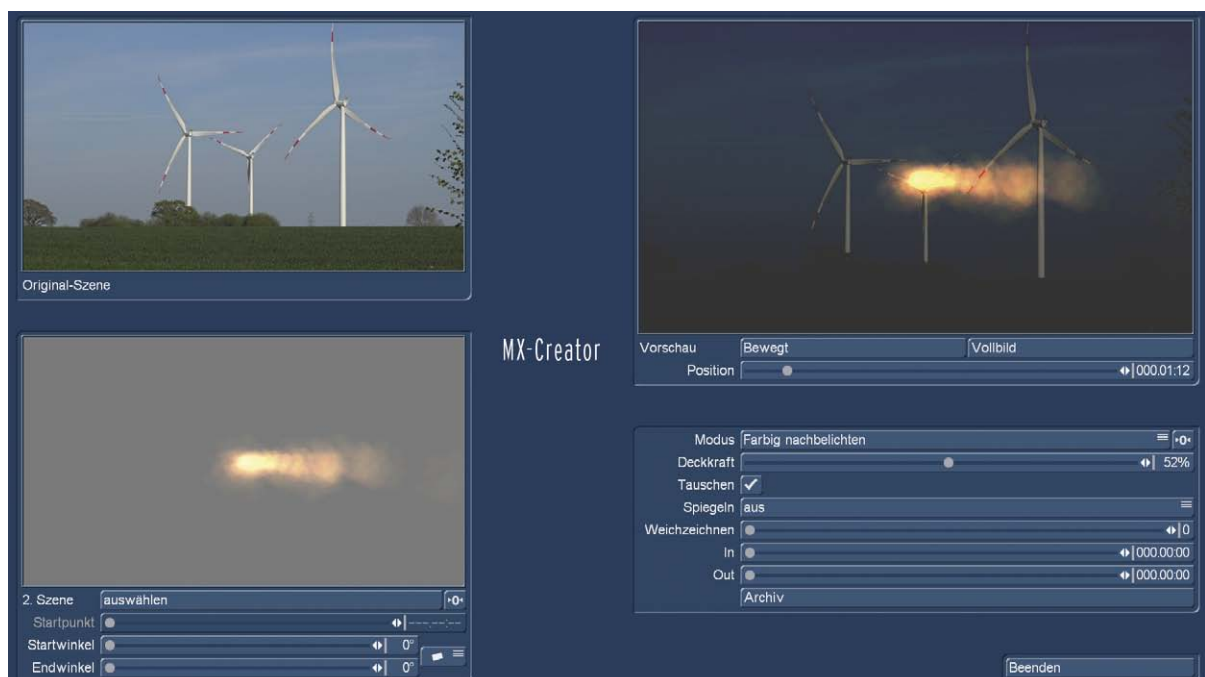 Original-Szene
MX-Creator
Vorschau Bewegt Vollbild
Position 000.01:12
Modus Farbig nachbelichten
Deckkraft 52%
Tauschen
Spiegeln aus
Weichzeichnen 0
In 000.00:00
Out 000.00:00
Archiv
2. Szene auswählen
Startpunkt ---.--:--
Startwinkel 0°
Endwinkel 0°
Beenden